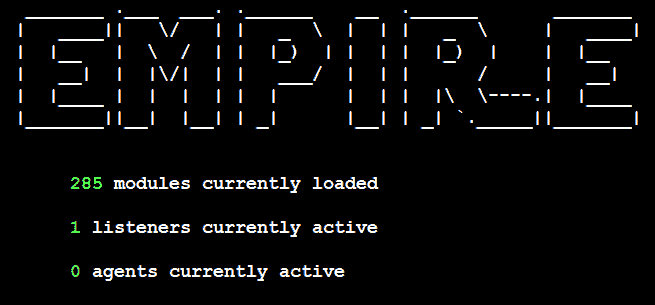 EMPIRE
285 modules currently loaded
1 listeners currently active
0 agents currently active